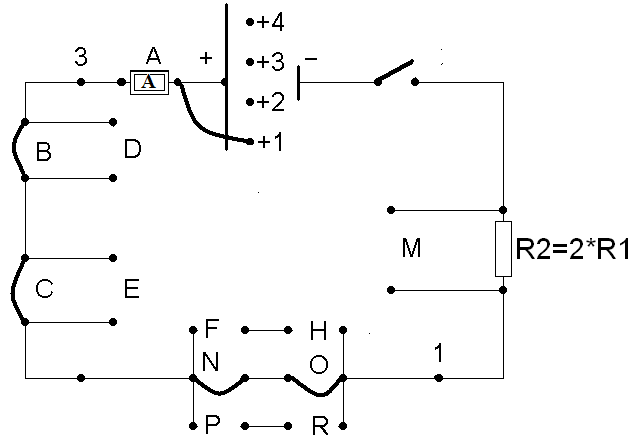 +4
3 A + +3 −
A
+2
+1
B D
M R2=2*R1
C E
F H
N O 1
P R